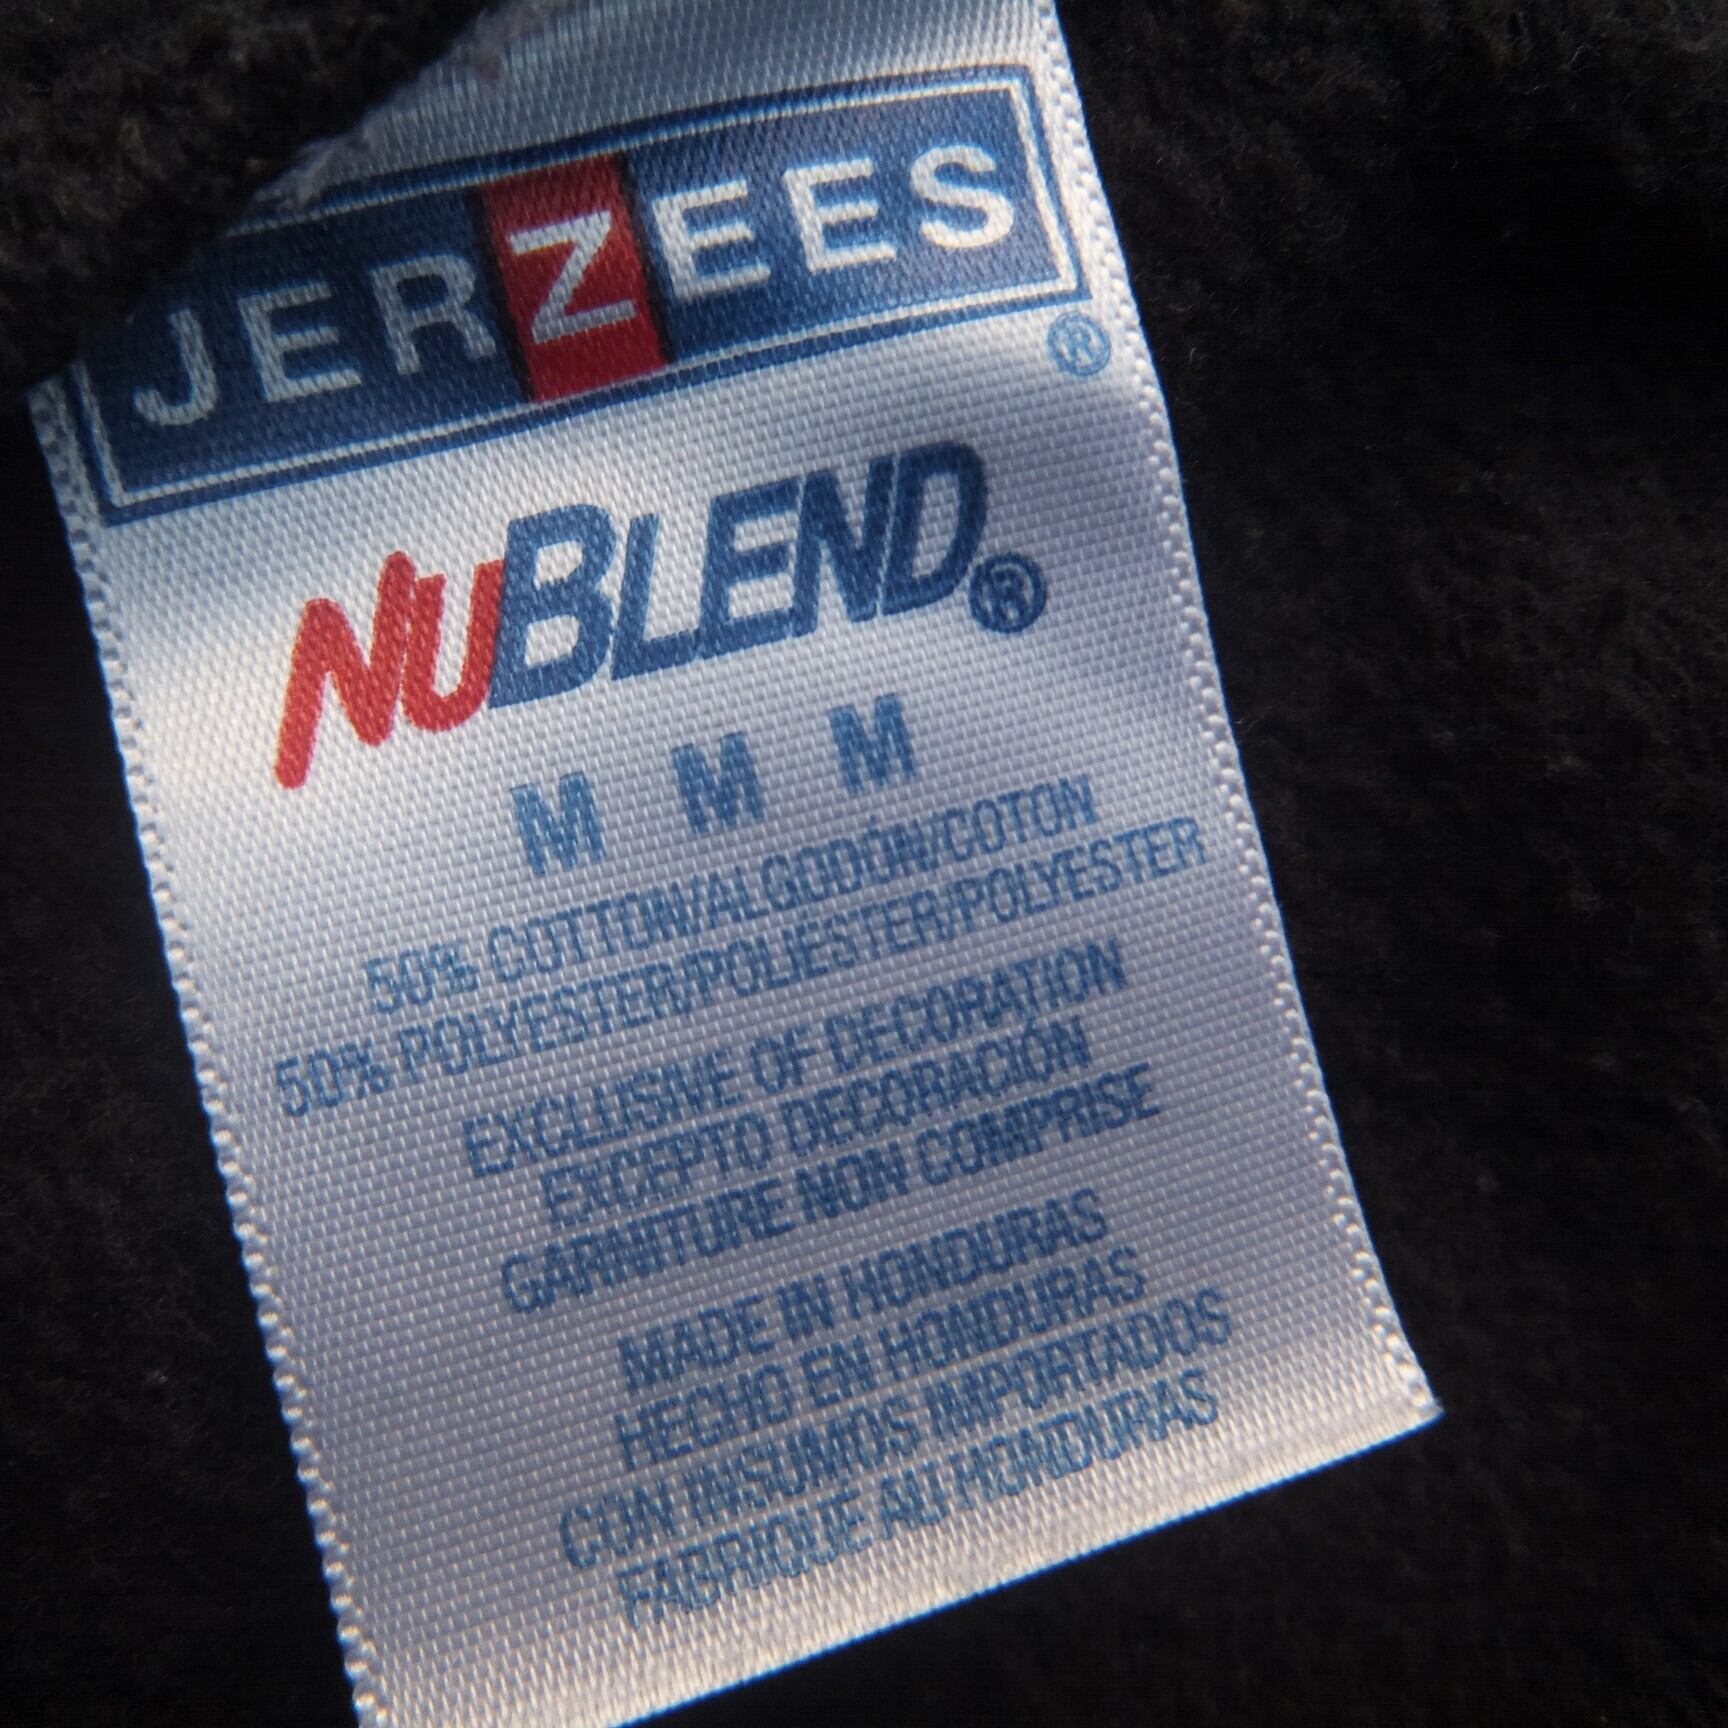 JERZEES
®
NUBLEND®
M M M
50% COTTON/ALGODÓN/COTON
50% POLYESTER/POLIÉSTER/POLYESTER
EXCLUSIVE OF DECORATION
EXCEPTO DECORACIÓN
GARNITURE NON COMPRISE
MADE IN HONDURAS
HECHO EN HONDURAS
CON INSUMOS IMPORTADOS
FABRIQUE AU HONDURAS